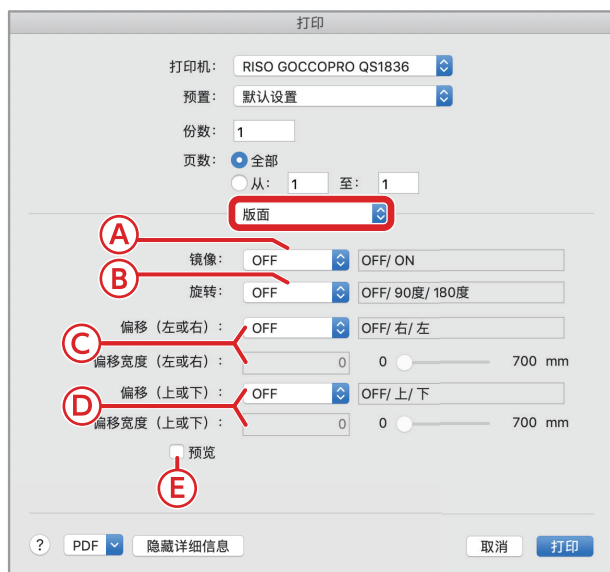 打印
打印机： RISO GOCCOPRO QS1836
预置： 默认设置
份数： 1
页数： 全部
从： 1 至： 1
版面
A
镜像： OFF OFF/ ON
B
旋转： OFF OFF/ 90度/ 180度
偏移（左或右）： OFF OFF/ 右/ 左
C
偏移宽度（左或右）： 0 0 700 mm
偏移（上或下）： OFF OFF/ 上/ 下
D
偏移宽度（上或下）： 0 0 700 mm
预览
E
? PDF 隐藏详细信息 取消 打印